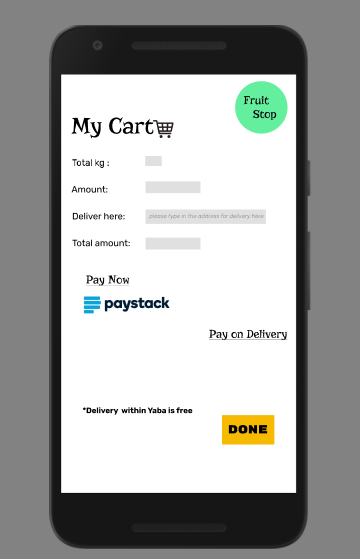 Fruit
Stop
My Cart
Total kg :
Amount:
Deliver here:
please type in the address for delivery here
Total amount:
Pay Now
paystack
Pay on Delivery
*Delivery within Yaba is free
DONE